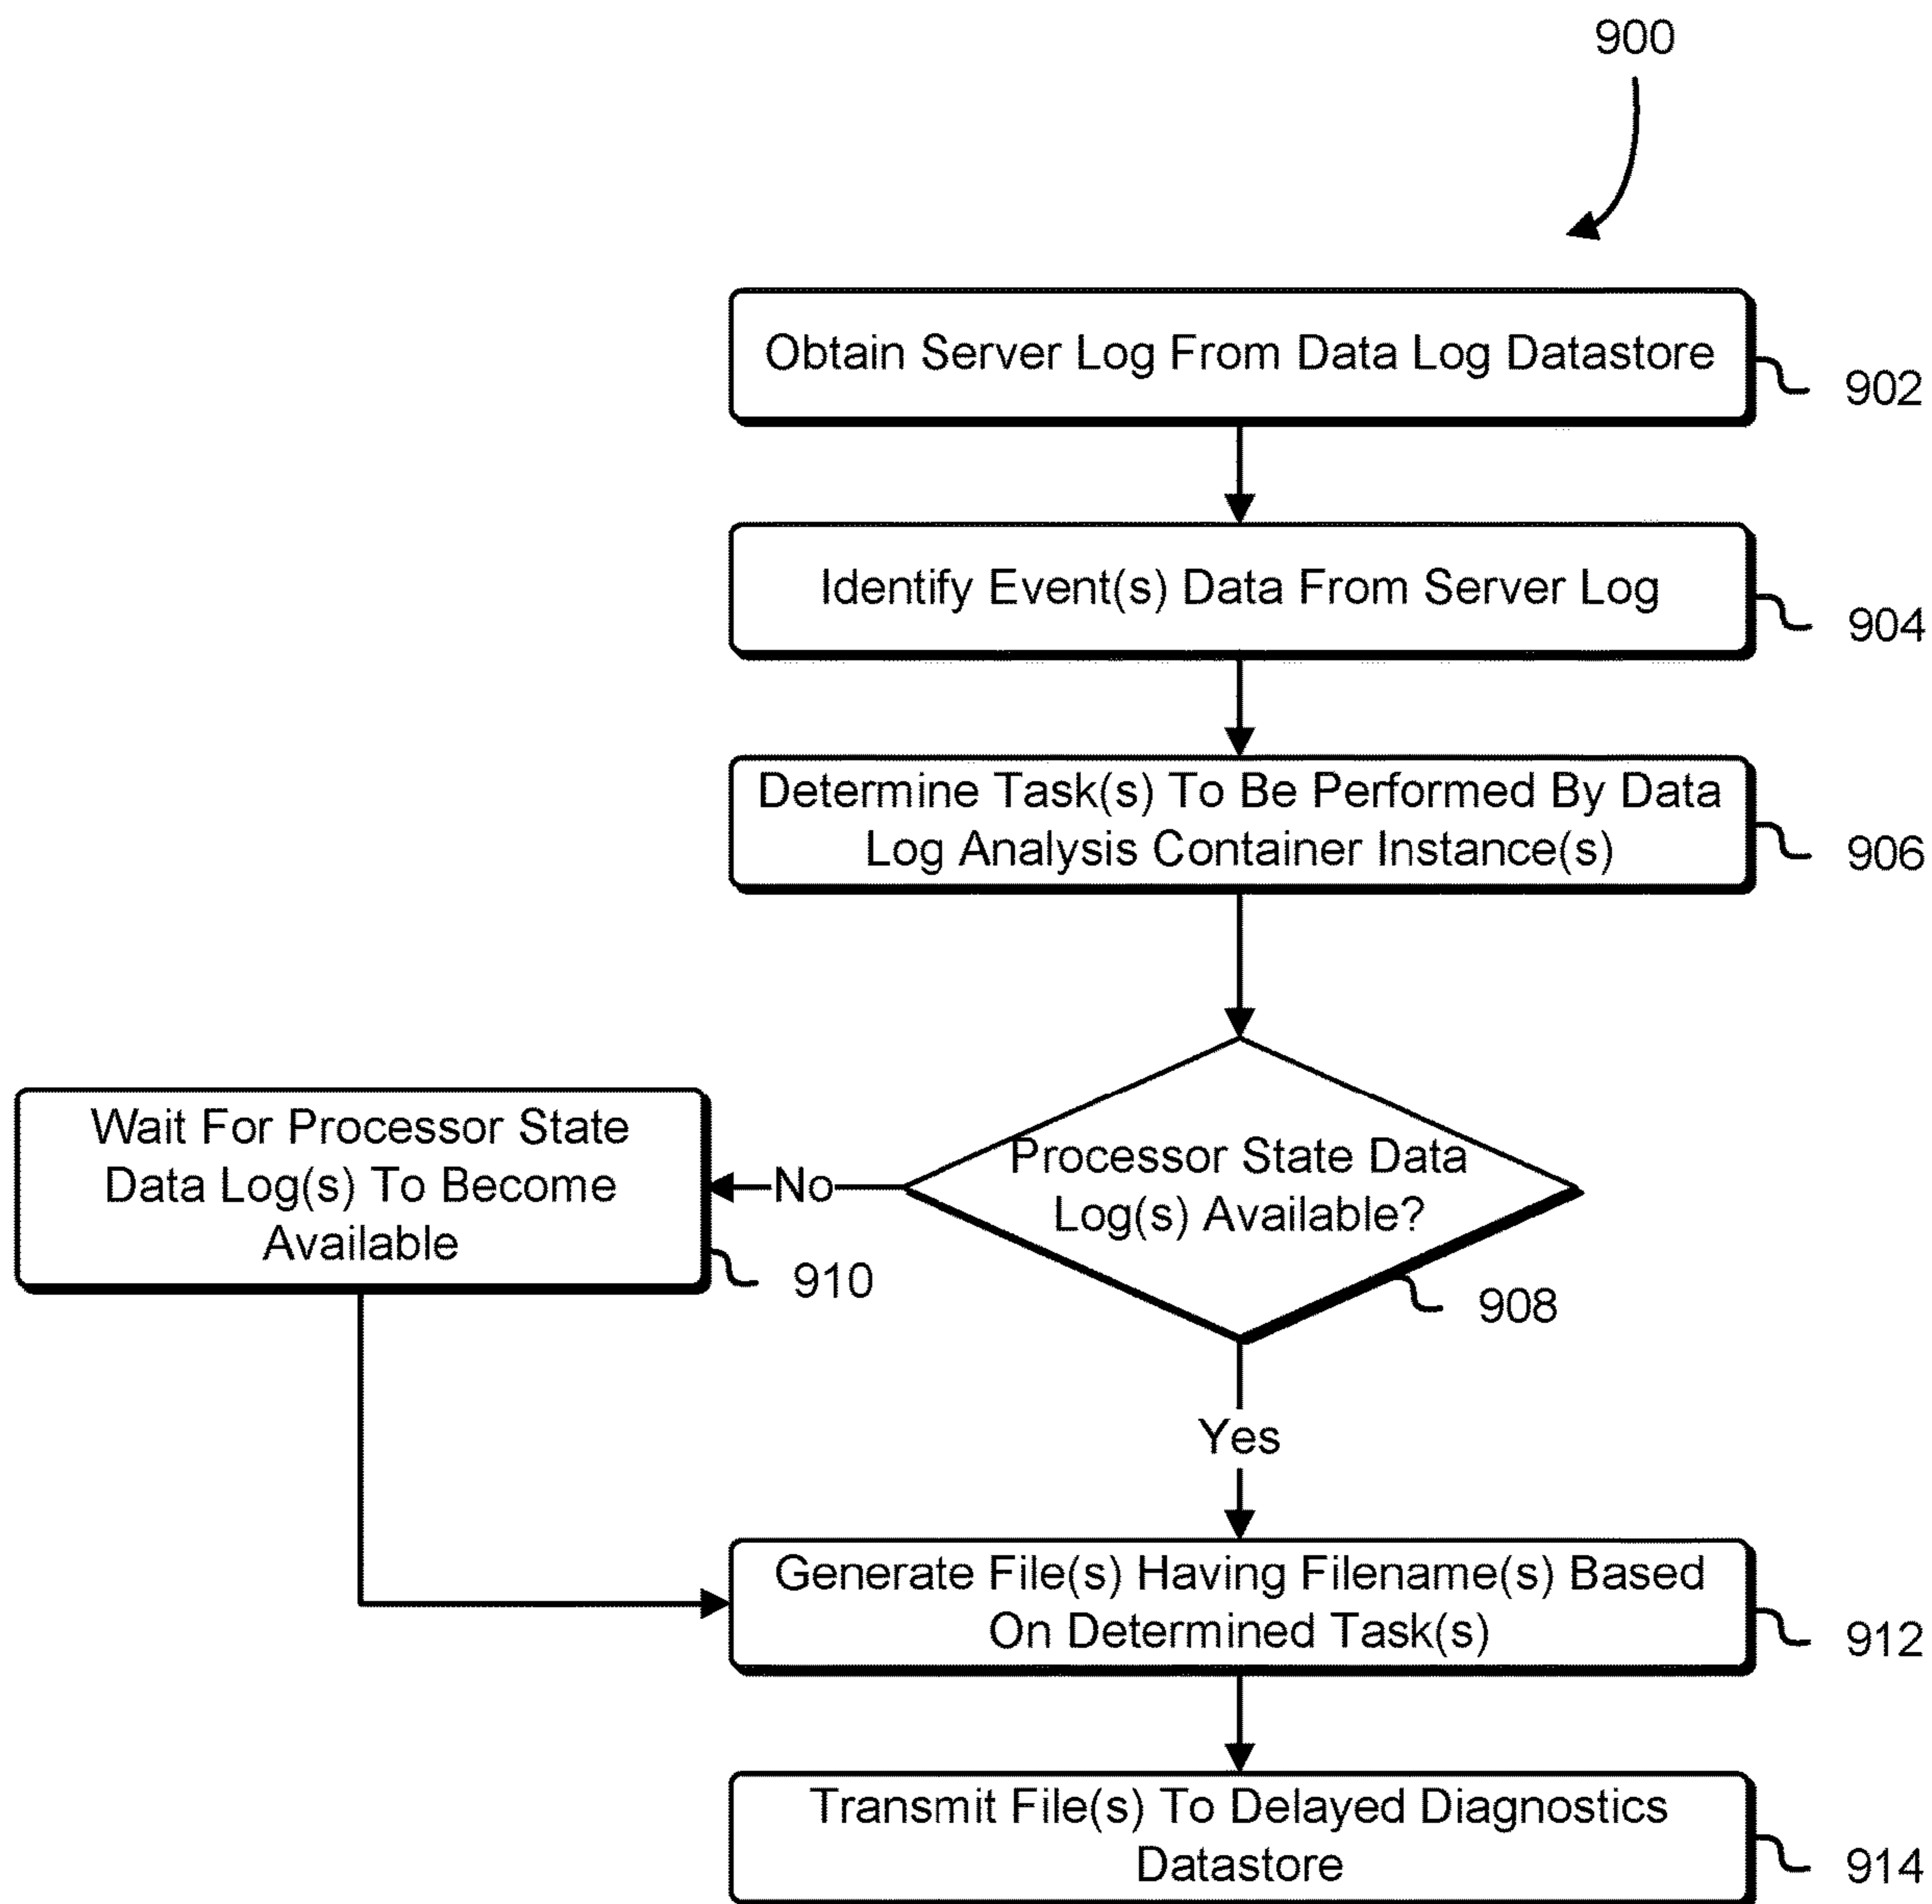 900
Obtain Server Log From Data Log Datastore
902
Identify Event(s) Data From Server Log
904
Determine Task(s) To Be Performed By Data
Log Analysis Container Instance(s)
906
Processor State Data
Log(s) Available?
908
No
Wait For Processor State
Data Log(s) To Become
Available
910
Yes
Generate File(s) Having Filename(s) Based
On Determined Task(s)
912
Transmit File(s) To Delayed Diagnostics
Datastore
914